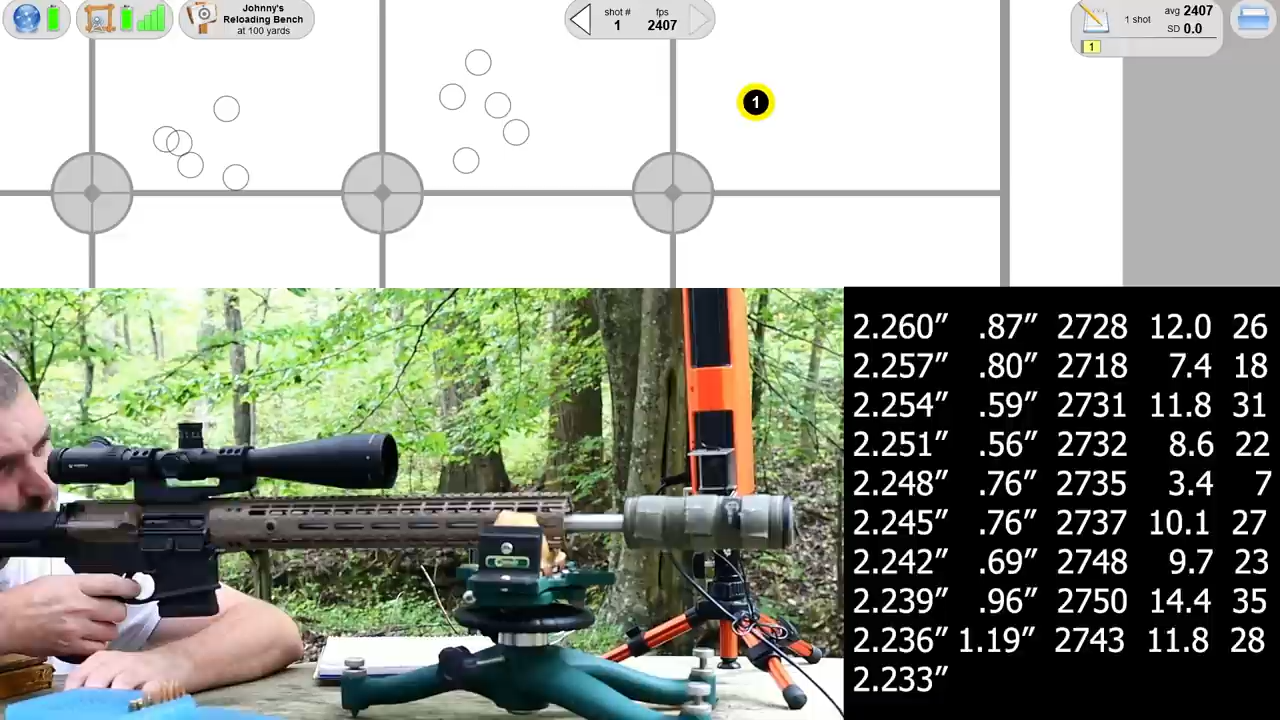 Johnny's
Reloading Bench
at 100 yards
shot # fps
1 2407
1 shot avg 2407
SD 0.0
1
1
2.260” .87” 2728 12.0 26
2.257” .80” 2718 7.4 18
2.254” .59” 2731 11.8 31
2.251” .56” 2732 8.6 22
2.248” .76” 2735 3.4 7
2.245” .76” 2737 10.1 27
2.242” .69” 2748 9.7 23
2.239” .96” 2750 14.4 35
2.236” 1.19” 2743 11.8 28
2.233”